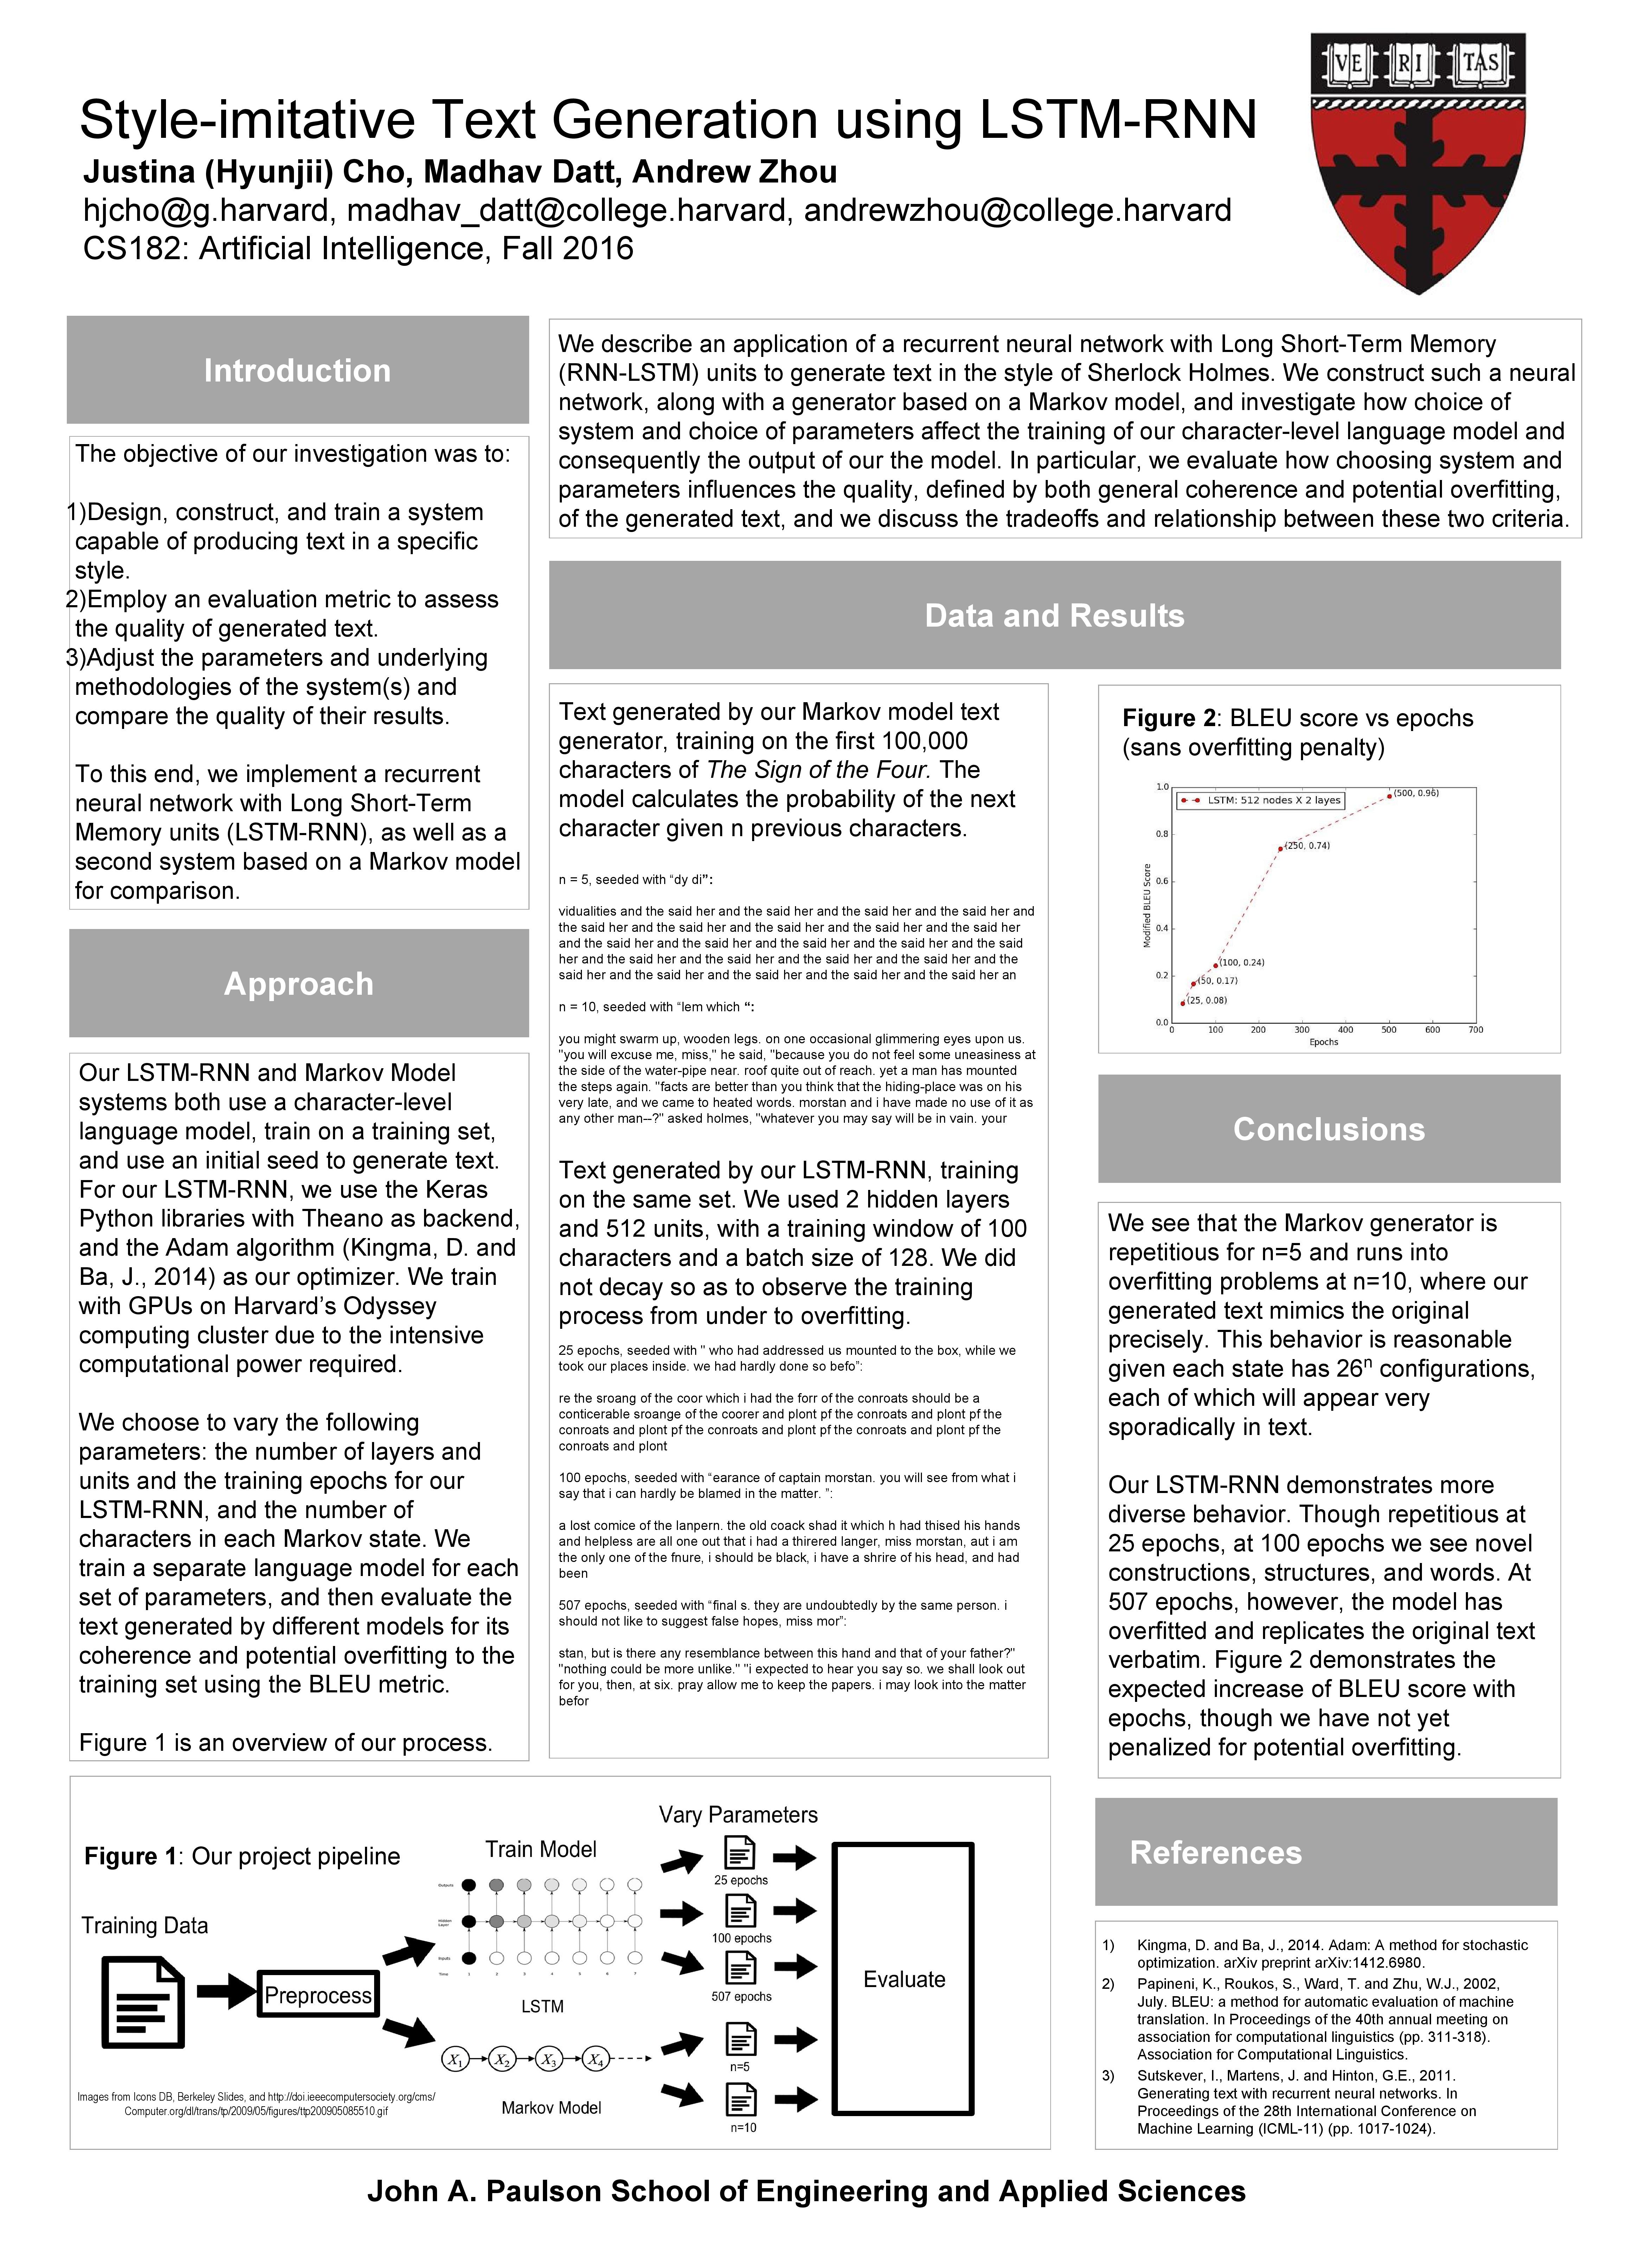 VE RI TAS
Style-imitative Text Generation using LSTM-RNN
Justina (Hyunjii) Cho, Madhav Datt, Andrew Zhou
hjcho@g.harvard, madhav_datt@college.harvard, andrewzhou@college.harvard
CS182: Artificial Intelligence, Fall 2016
Introduction
The objective of our investigation was to:
1)Design, construct, and train a system
capable of producing text in a specific
style.
2)Employ an evaluation metric to assess
the quality of generated text.
3)Adjust the parameters and underlying
methodologies of the system(s) and
compare the quality of their results.
To this end, we implement a recurrent
neural network with Long Short-Term
Memory units (LSTM-RNN), as well as a
second system based on a Markov model
for comparison.
Approach
Our LSTM-RNN and Markov Model
systems both use a character-level
language model, train on a training set,
and use an initial seed to generate text.
For our LSTM-RNN, we use the Keras
Python libraries with Theano as backend,
and the Adam algorithm (Kingma, D. and
Ba, J., 2014) as our optimizer. We train
with GPUs on Harvard's Odyssey
computing cluster due to the intensive
computational power required.
We choose to vary the following
parameters: the number of layers and
units and the training epochs for our
LSTM-RNN, and the number of
characters in each Markov state. We
train a separate language model for each
set of parameters, and then evaluate the
text generated by different models for its
coherence and potential overfitting to the
training set using the BLEU metric.
Figure 1 is an overview of our process.
We describe an application of a recurrent neural network with Long Short-Term Memory
(RNN-LSTM) units to generate text in the style of Sherlock Holmes. We construct such a neural
network, along with a generator based on a Markov model, and investigate how choice of
system and choice of parameters affect the training of our character-level language model and
consequently the output of our the model. In particular, we evaluate how choosing system and
parameters influences the quality, defined by both general coherence and potential overfitting,
of the generated text, and we discuss the tradeoffs and relationship between these two criteria.
Data and Results
Text generated by our Markov model text
generator, training on the first 100,000
characters of The Sign of the Four. The
model calculates the probability of the next
character given n previous characters.
n = 5, seeded with “dy di”:
vidualities and the said her and the said her and the said her and the said her and
the said her and the said her and the said her and the said her and the said her
and the said her and the said her and the said her and the said her and the said
her and the said her and the said her and the said her and the said her and the
said her and the said her and the said her and the said her and the said her an
n = 10, seeded with “lem which “:
you might swarm up, wooden legs. on one occasional glimmering eyes upon us.
"you will excuse me, miss," he said, "because you do not feel some uneasiness at
the side of the water-pipe near. roof quite out of reach. yet a man has mounted
the steps again. "facts are better than you think that the hiding-place was on his
very late, and we came to heated words. morstan and i have made no use of it as
any other man--?" asked holmes, "whatever you may say will be in vain. your
Text generated by our LSTM-RNN, training
on the same set. We used 2 hidden layers
and 512 units, with a training window of 100
characters and a batch size of 128. We did
not decay so as to observe the training
process from under to overfitting.
25 epochs, seeded with " who had addressed us mounted to the box, while we
took our places inside. we had hardly done so befo”:
re the sroang of the coor which i had the forr of the conroats should be a
conticerable sroange of the coorer and plont pf the conroats and plont pf the
conroats and plont pf the conroats and plont pf the conroats and plont pf the
conroats and plont
100 epochs, seeded with “earance of captain morstan. you will see from what i
say that i can hardly be blamed in the matter. ”:
a lost comice of the lanpern. the old coack shad it which h had thised his hands
and helpless are all one out that i had a thirered langer, miss morstan, aut i am
the only one of the fnure, i should be black, i have a shrire of his head, and had
been
507 epochs, seeded with “final s. they are undoubtedly by the same person. i
should not like to suggest false hopes, miss mor”:
stan, but is there any resemblance between this hand and that of your father?"
"nothing could be more unlike." "i expected to hear you say so. we shall look out
for you, then, at six. pray allow me to keep the papers. i may look into the matter
befor
Figure 2: BLEU score vs epochs
(sans overfitting penalty)
LSTM: 512 nodes X 2 layes
Modified BLEU Score
1.0
0.8
0.6
0.4
0.2
0.0
(500, 0.96)
(250, 0.74)
(100, 0.24)
(50, 0.17)
(25, 0.08)
0 100 200 300 400 500 600 700
Epochs
Conclusions
We see that the Markov generator is
repetitious for n=5 and runs into
overfitting problems at n=10, where our
generated text mimics the original
precisely. This behavior is reasonable
given each state has 26ⁿ configurations,
each of which will appear very
sporadically in text.
Our LSTM-RNN demonstrates more
diverse behavior. Though repetitious at
25 epochs, at 100 epochs we see novel
constructions, structures, and words. At
507 epochs, however, the model has
overfitted and replicates the original text
verbatim. Figure 2 demonstrates the
expected increase of BLEU score with
epochs, though we have not yet
penalized for potential overfitting.
Figure 1: Our project pipeline
Training Data
Preprocess
Train Model
Outputs
Hidden
Layer
Inputs
Time 1 2 3 4 5 6 7
LSTM
X1 X2 X3 X4
Markov Model
Vary Parameters
25 epochs
100 epochs
507 epochs
n=5
n=10
Evaluate
Images from Icons DB, Berkeley Slides, and http://doi.ieeecomputersociety.org/cms/
Computer.org/dl/trans/tp/2009/05/figures/ttp200905085510.gif
References
1) Kingma, D. and Ba, J., 2014. Adam: A method for stochastic
optimization. arXiv preprint arXiv:1412.6980.
2) Papineni, K., Roukos, S., Ward, T. and Zhu, W.J., 2002,
July. BLEU: a method for automatic evaluation of machine
translation. In Proceedings of the 40th annual meeting on
association for computational linguistics (pp. 311-318).
Association for Computational Linguistics.
3) Sutskever, I., Martens, J. and Hinton, G.E., 2011.
Generating text with recurrent neural networks. In
Proceedings of the 28th International Conference on
Machine Learning (ICML-11) (pp. 1017-1024).
John A. Paulson School of Engineering and Applied Sciences